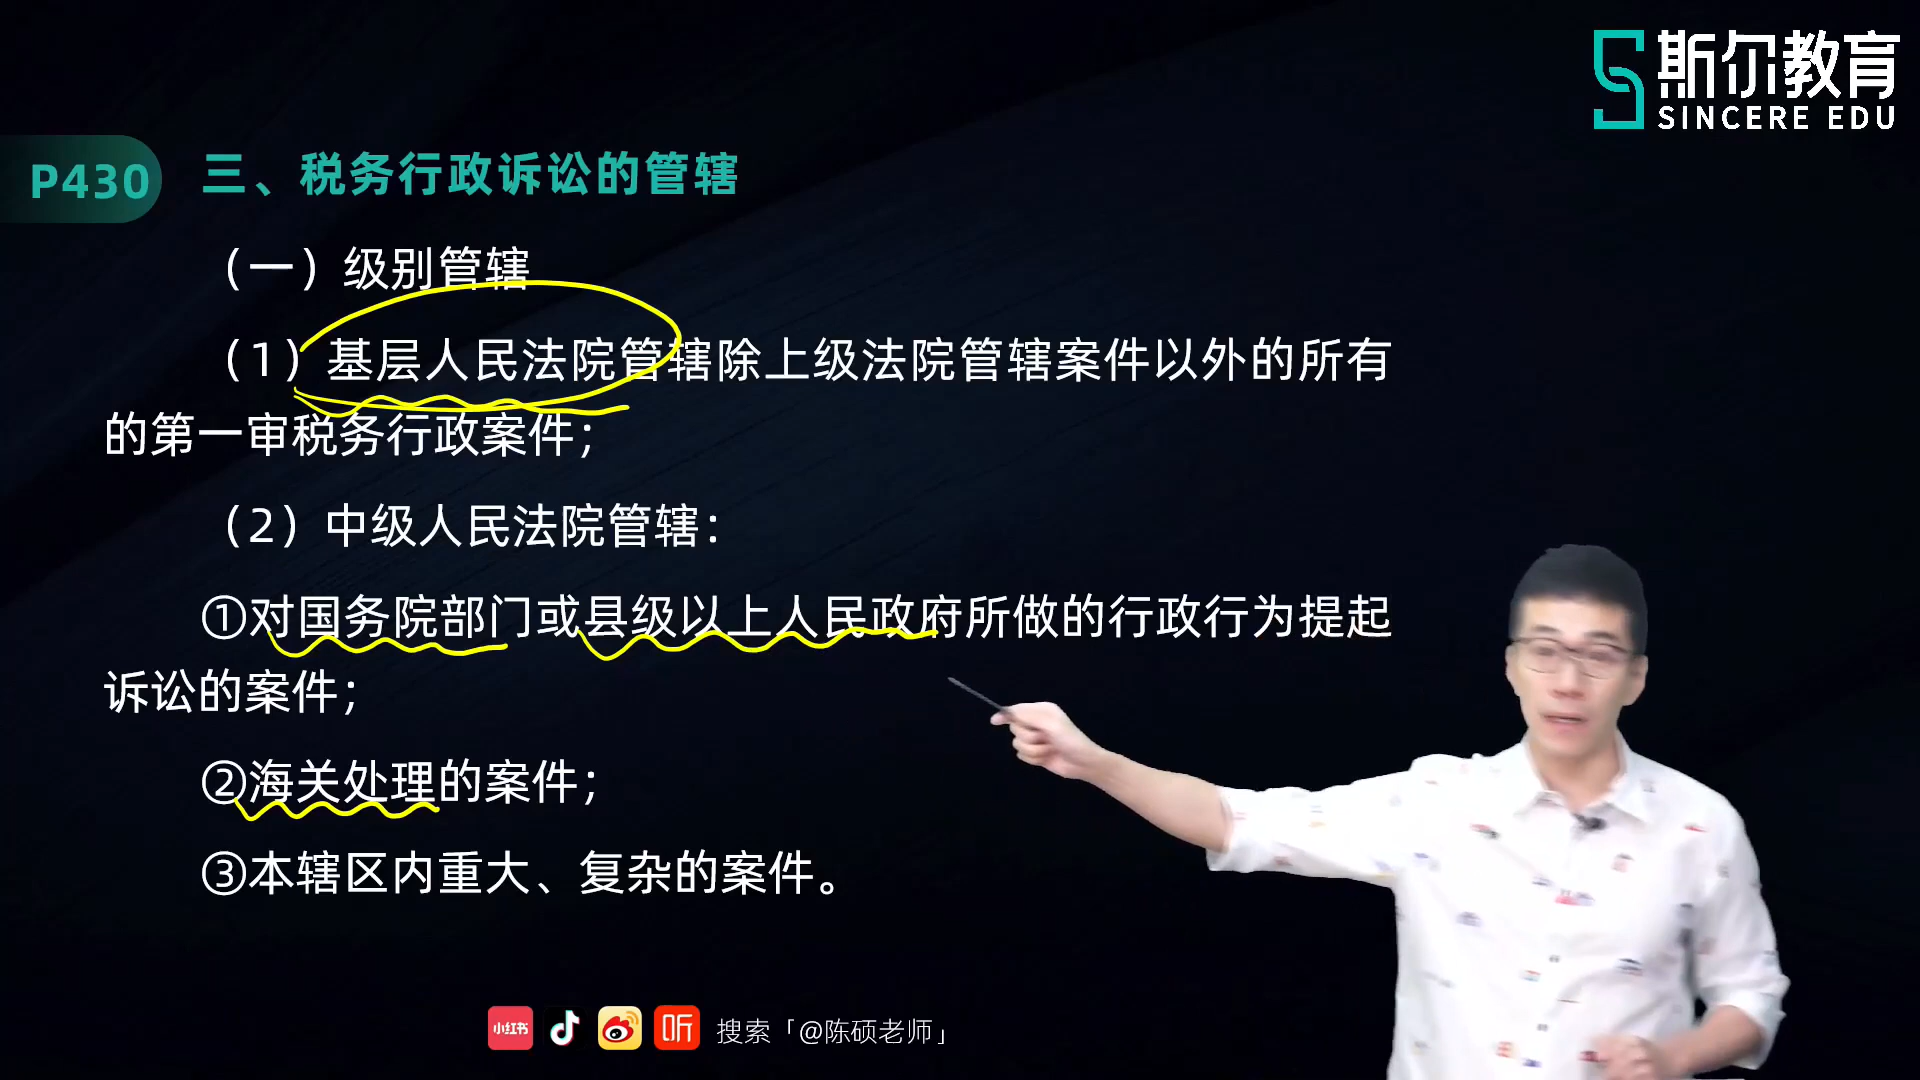 斯尔教育
SINCERE EDU
P430
三、税务行政诉讼的管辖
（一）级别管辖
（1）基层人民法院管辖除上级法院管辖案件以外的所有
的第一审税务行政案件；
（2）中级人民法院管辖：
①对国务院部门或县级以上人民政府所做的行政行为提起
诉讼的案件；
②海关处理的案件；
③本辖区内重大、复杂的案件。
小红书
听
搜索「@陈硕老师」